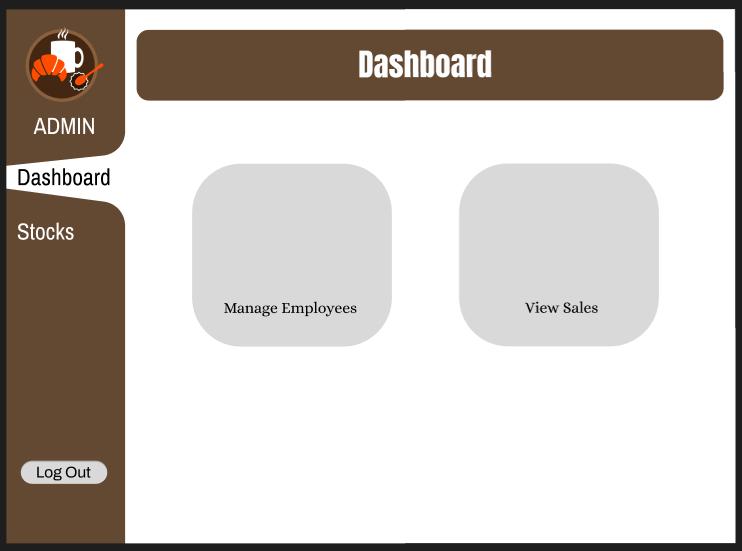 ADMIN
Dashboard
Stocks
Log Out
Dashboard
Manage Employees
View Sales